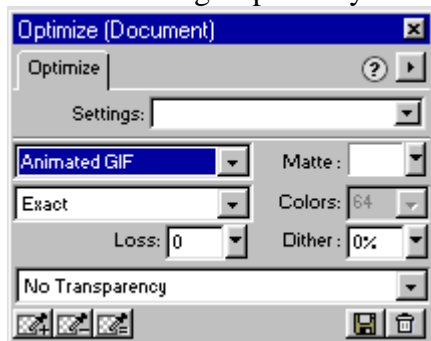 Optimize (Document)
Optimize
Settings:
Animated GIF Matte:
Exact Colors: 64
Loss: 0 Dither: 0%
No Transparency